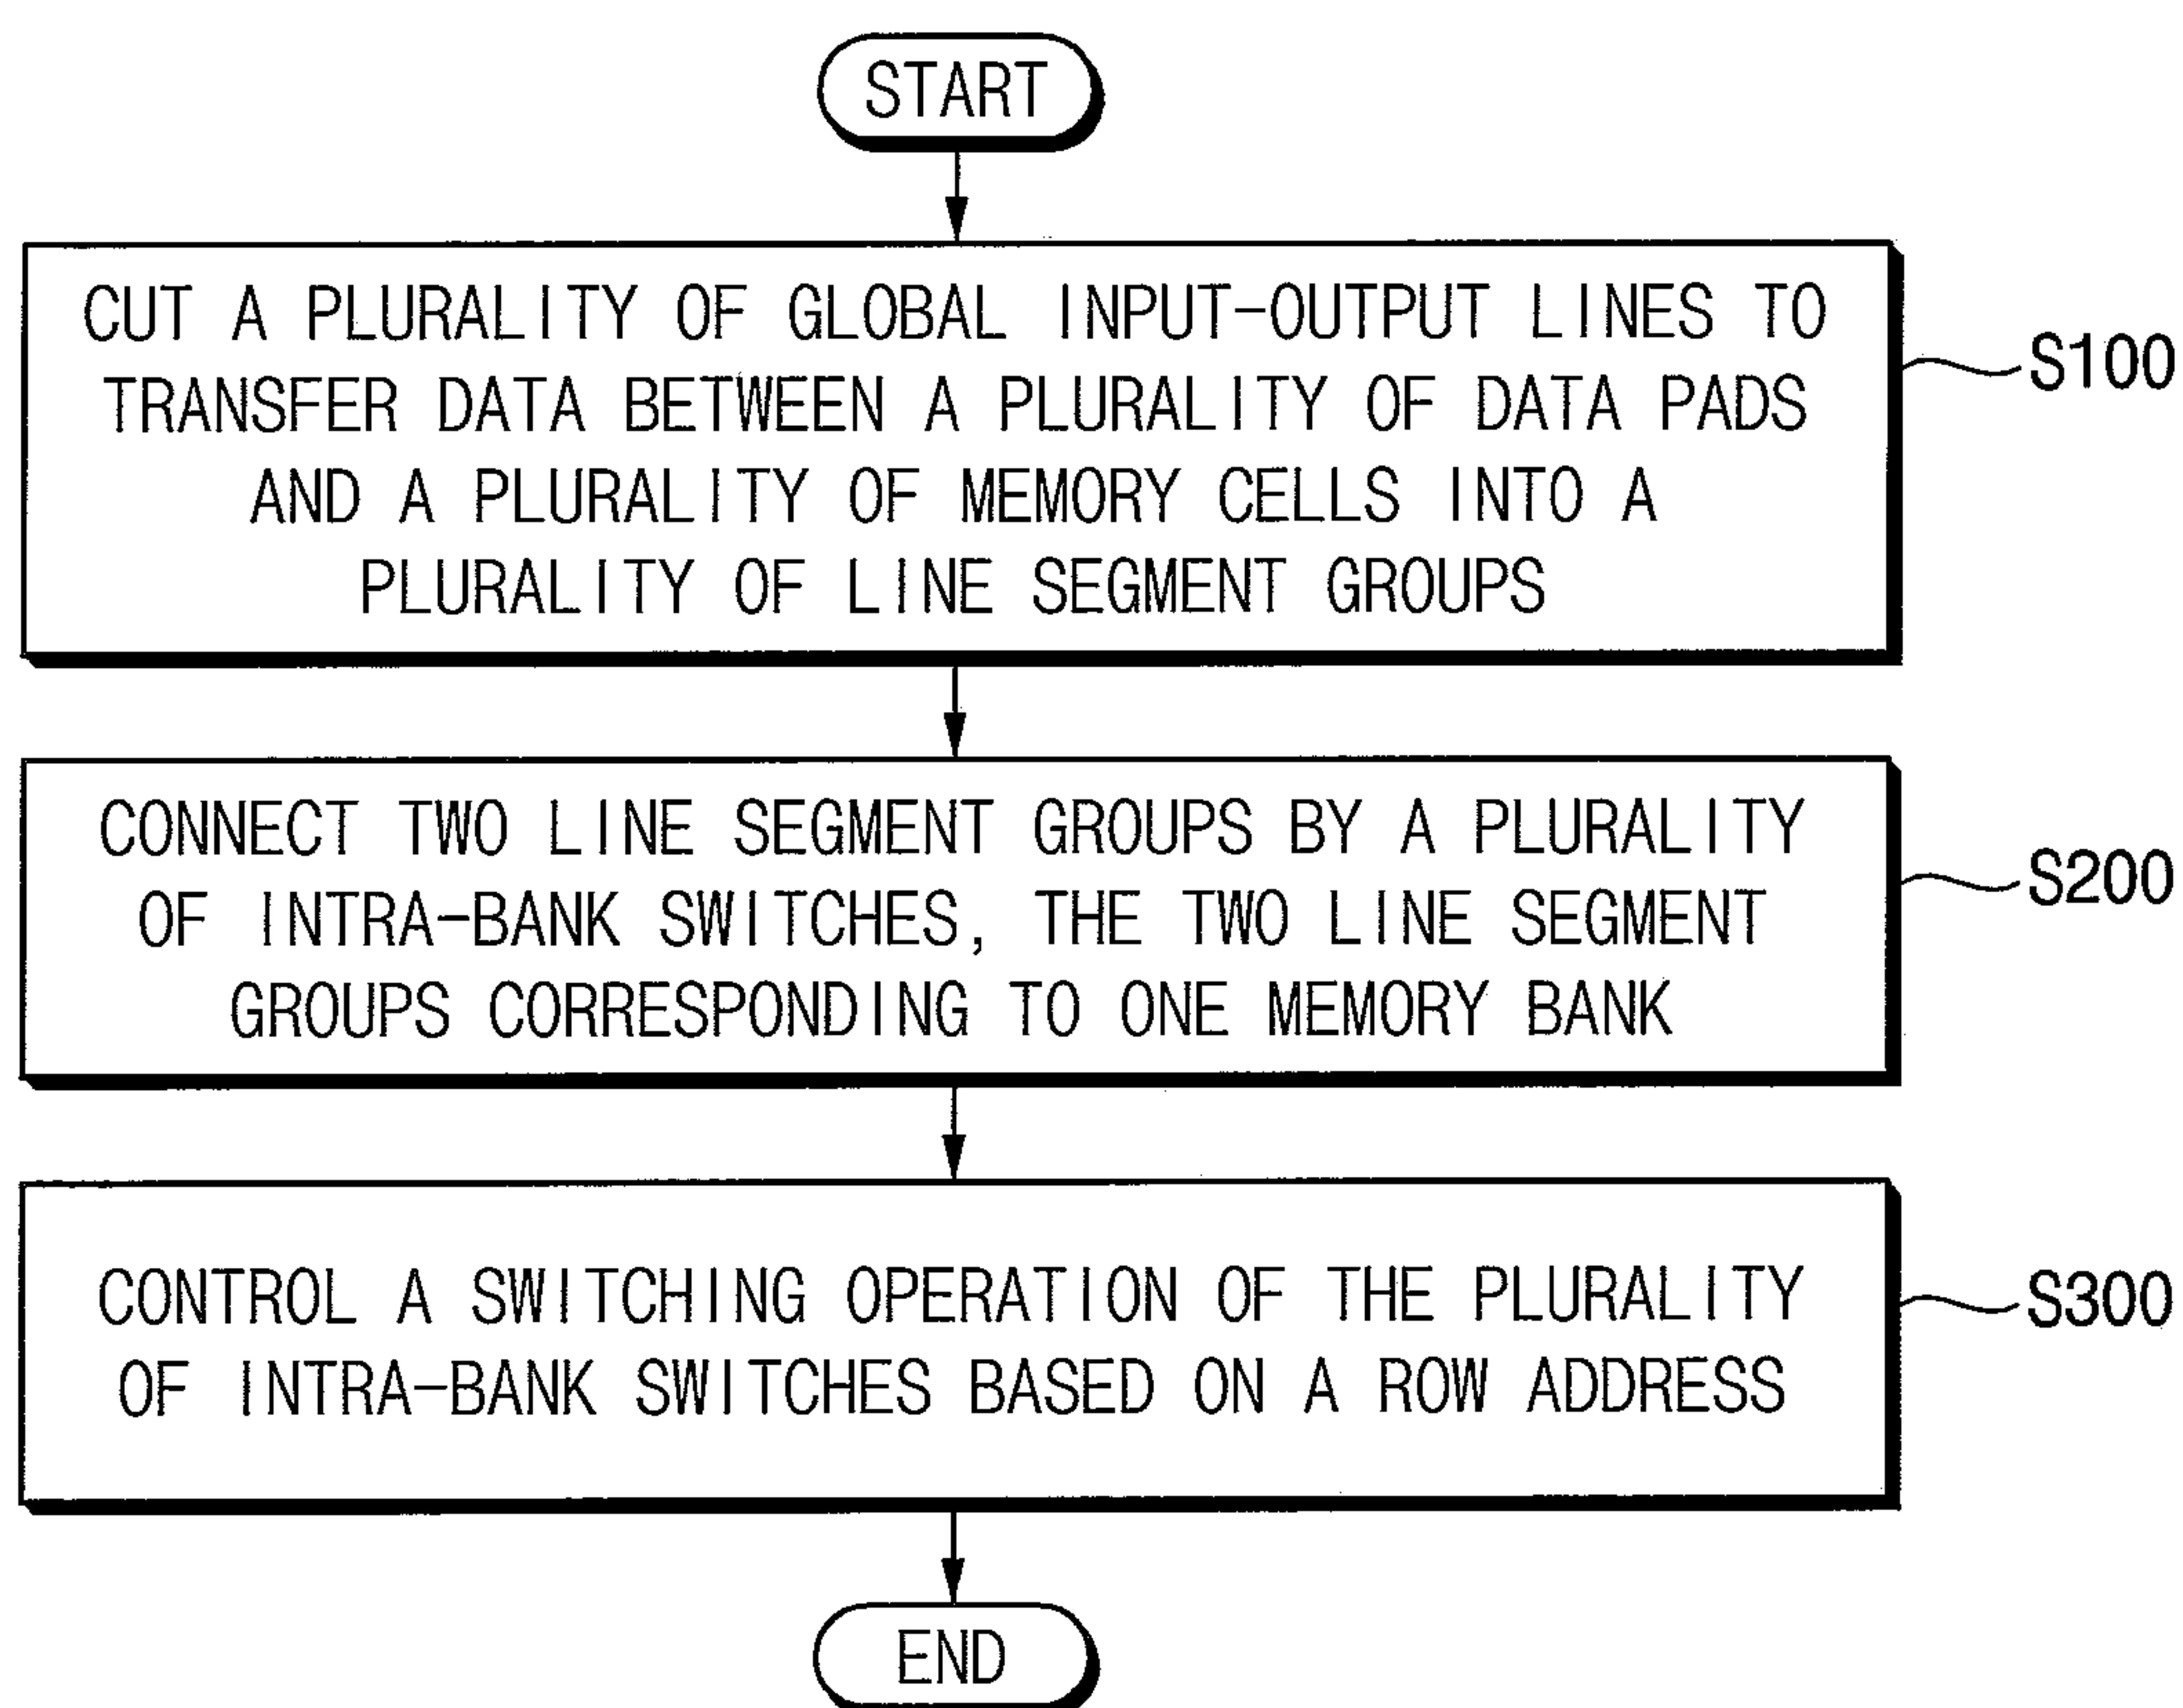 START
CUT A PLURALITY OF GLOBAL INPUT-OUTPUT LINES TO
TRANSFER DATA BETWEEN A PLURALITY OF DATA PADS
AND A PLURALITY OF MEMORY CELLS INTO A
PLURALITY OF LINE SEGMENT GROUPS
S100
CONNECT TWO LINE SEGMENT GROUPS BY A PLURALITY
OF INTRA-BANK SWITCHES, THE TWO LINE SEGMENT
GROUPS CORRESPONDING TO ONE MEMORY BANK
S200
CONTROL A SWITCHING OPERATION OF THE PLURALITY
OF INTRA-BANK SWITCHES BASED ON A ROW ADDRESS
S300
END